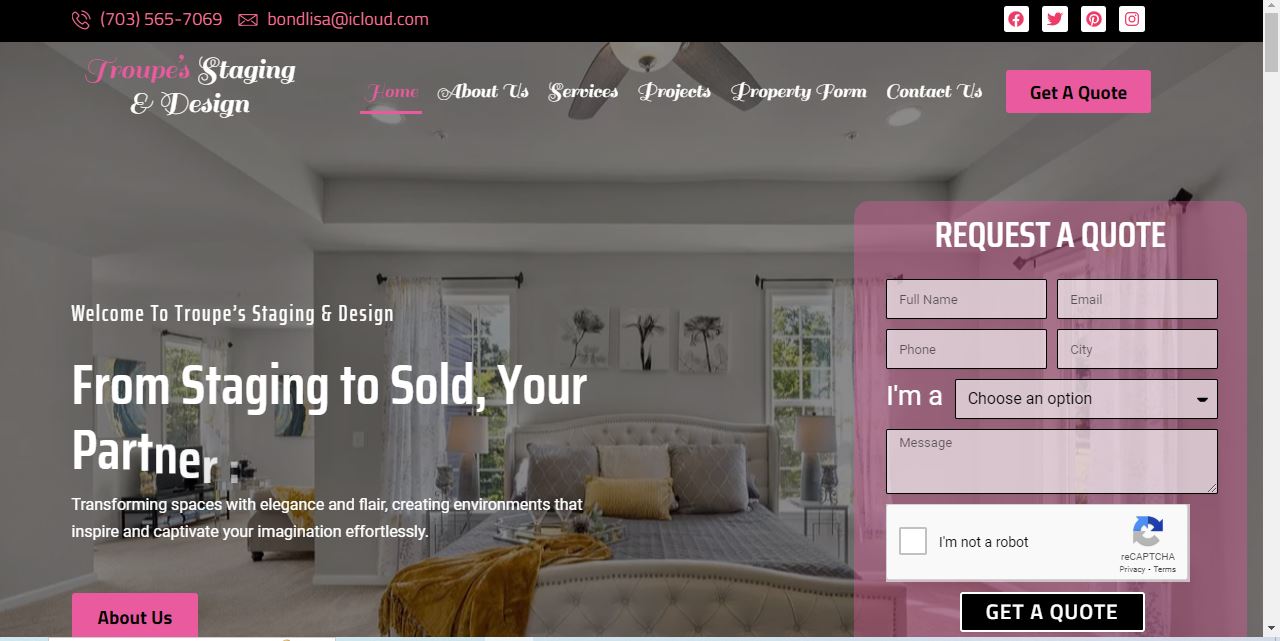 (703) 565-7069 bondlisa@icloud.com
Troupe's Staging
& Design
Home About Us Services Projects Property Form Contact Us
Get A Quote
REQUEST A QUOTE
Full Name Email
Phone City
I'm a Choose an option
Message
I'm not a robot
reCAPTCHA
Privacy - Terms
GET A QUOTE
Welcome To Troupe's Staging & Design
From Staging to Sold, Your
Partner .
Transforming spaces with elegance and flair, creating environments that
inspire and captivate your imagination effortlessly.
About Us